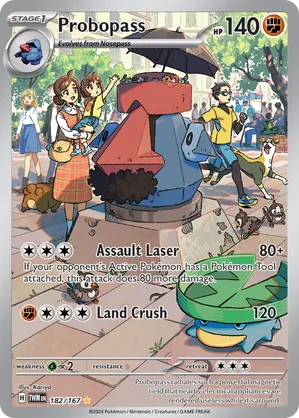 STAGE 1
Probopass
HP 140
Evolves from Nosepass
Assault Laser 80+
If your opponent's Active Pokémon has a Pokémon Tool
attached, this attack does 80 more damage.
Land Crush 120
weakness ×2 resistance retreat
Illus. Kariya
H TWM EN 182/167
Probopass radiates such a powerful magnetic
force that nearby electrical appliances are
rendered useless while it's around.
©2024 Pokémon / Nintendo / Creatures / GAME FREAK